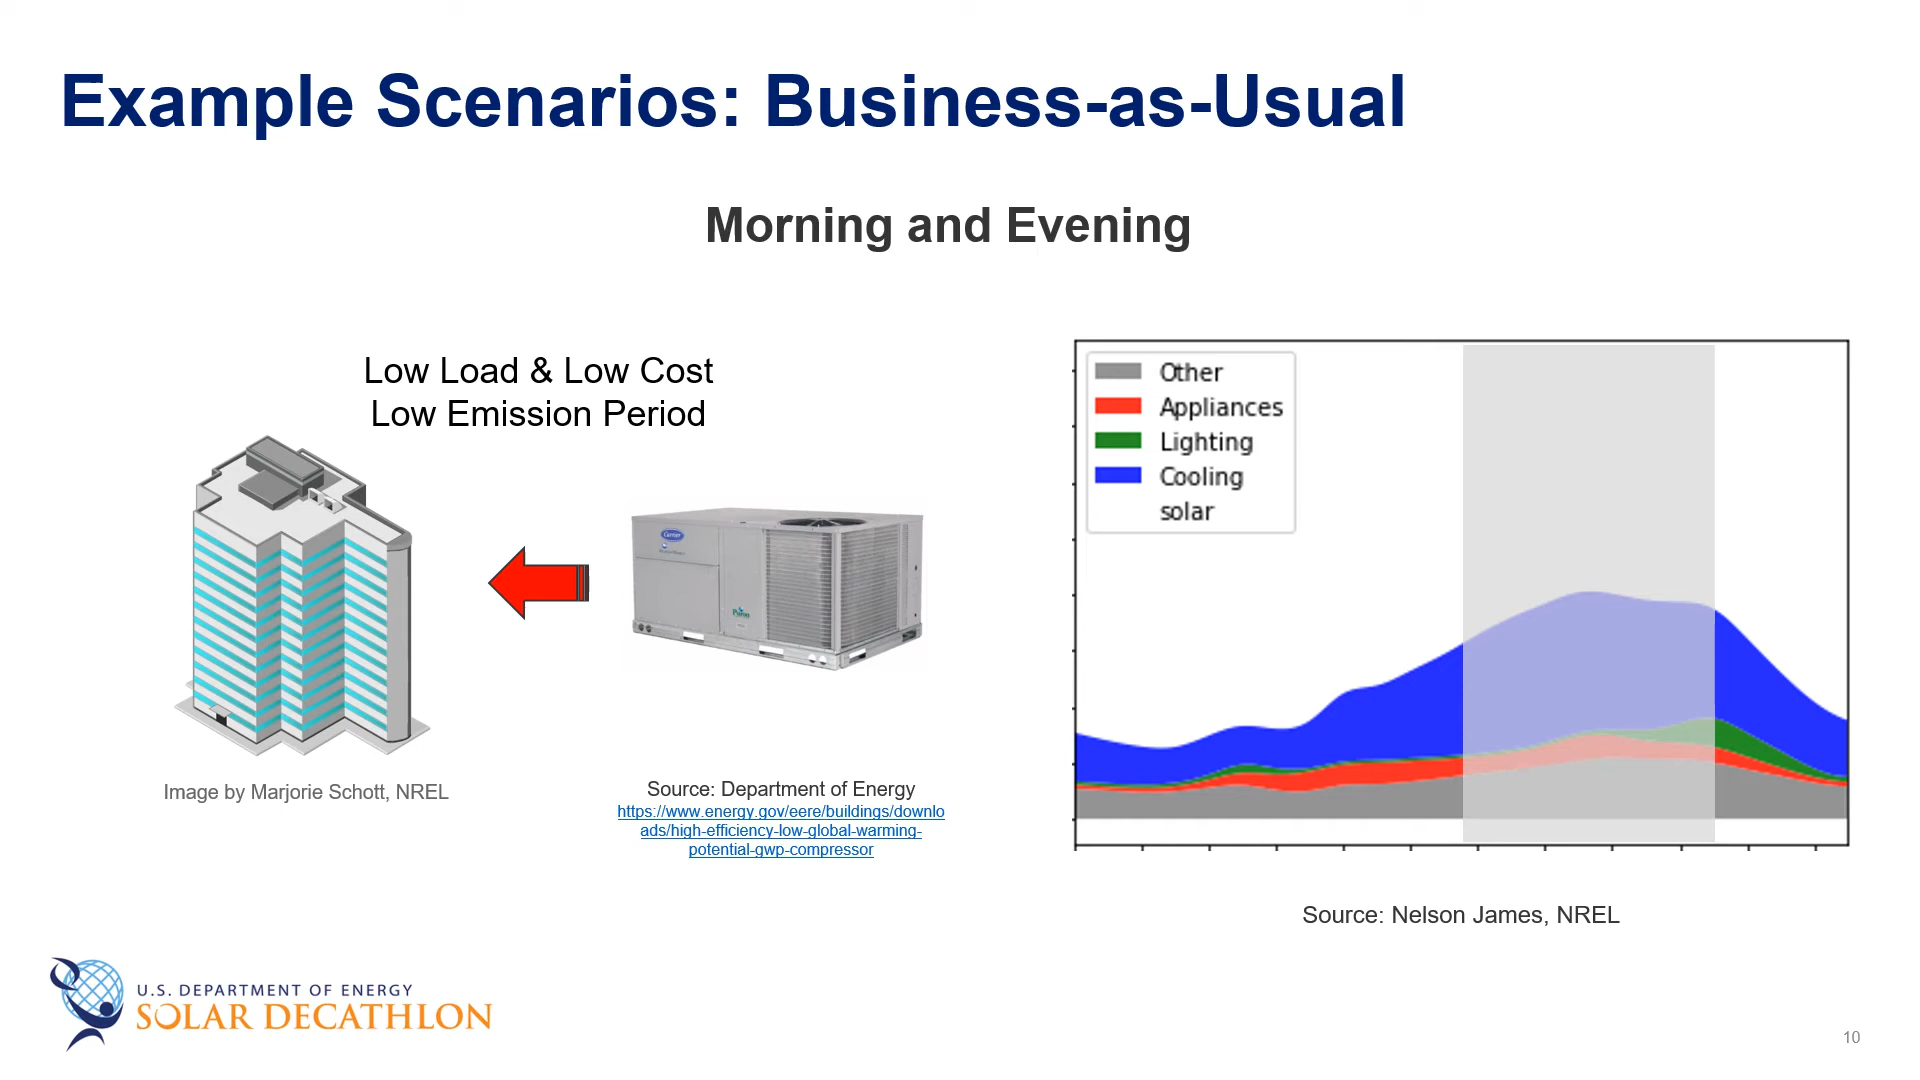 Example Scenarios: Business-as-Usual
Morning and Evening
Low Load & Low Cost
Low Emission Period
Carrier
Puron
Image by Marjorie Schott, NREL
Source: Department of Energy
https://www.energy.gov/eere/buildings/downlo
ads/high-efficiency-low-global-warming-
potential-gwp-compressor
Other
Appliances
Lighting
Cooling
solar
Source: Nelson James, NREL
U.S. DEPARTMENT OF ENERGY
SOLAR DECATHLON
10